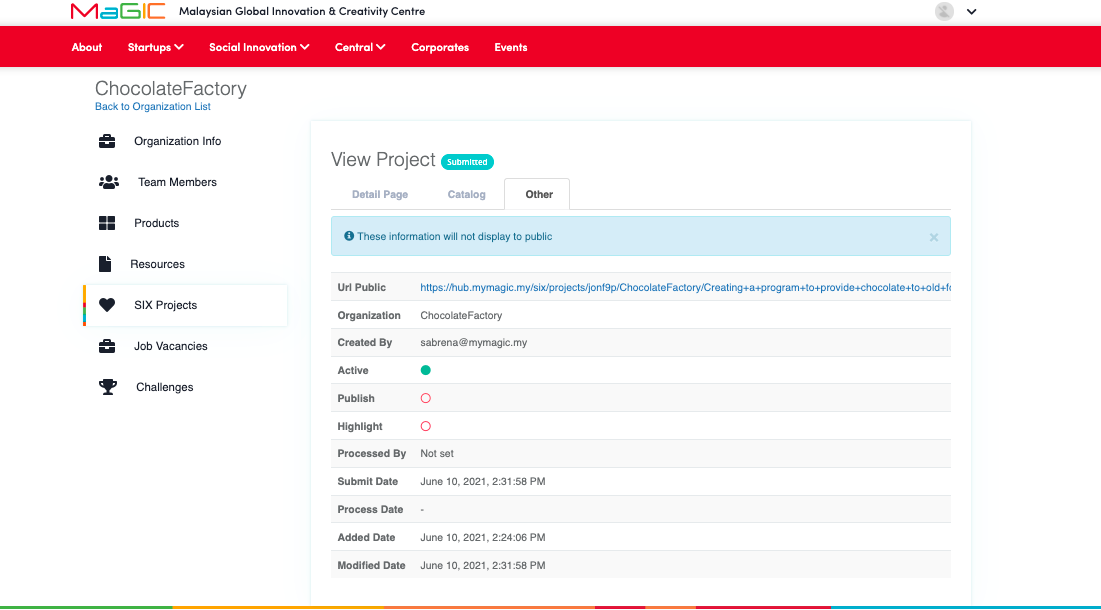 MaGIC Malaysian Global Innovation & Creativity Centre
About Startups Social Innovation Central Corporates Events
ChocolateFactory
Back to Organization List
Organization Info
Team Members
Products
Resources
SIX Projects
Job Vacancies
Challenges
View Project Submitted
Detail Page Catalog Other
These information will not display to public ×
Url Public https://hub.mymagic.my/six/projects/jonf9p/ChocolateFactory/Creating+a+program+to+provide+chocolate+to+old+fo
Organization ChocolateFactory
Created By sabrena@mymagic.my
Active
Publish
Highlight
Processed By Not set
Submit Date June 10, 2021, 2:31:58 PM
Process Date -
Added Date June 10, 2021, 2:24:06 PM
Modified Date June 10, 2021, 2:31:58 PM